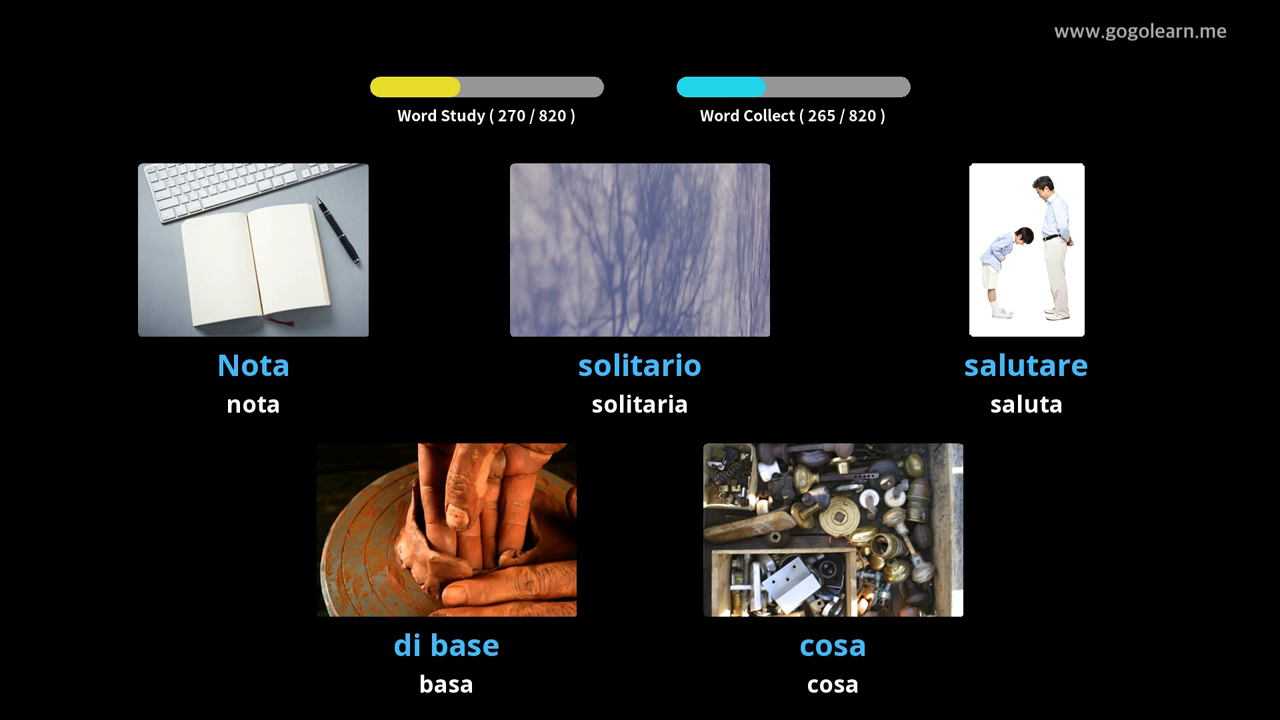 www.gogolearn.me
Word Study ( 270 / 820 )
Word Collect ( 265 / 820 )
Nota
nota
solitario
solitaria
salutare
saluta
di base
basa
cosa
cosa